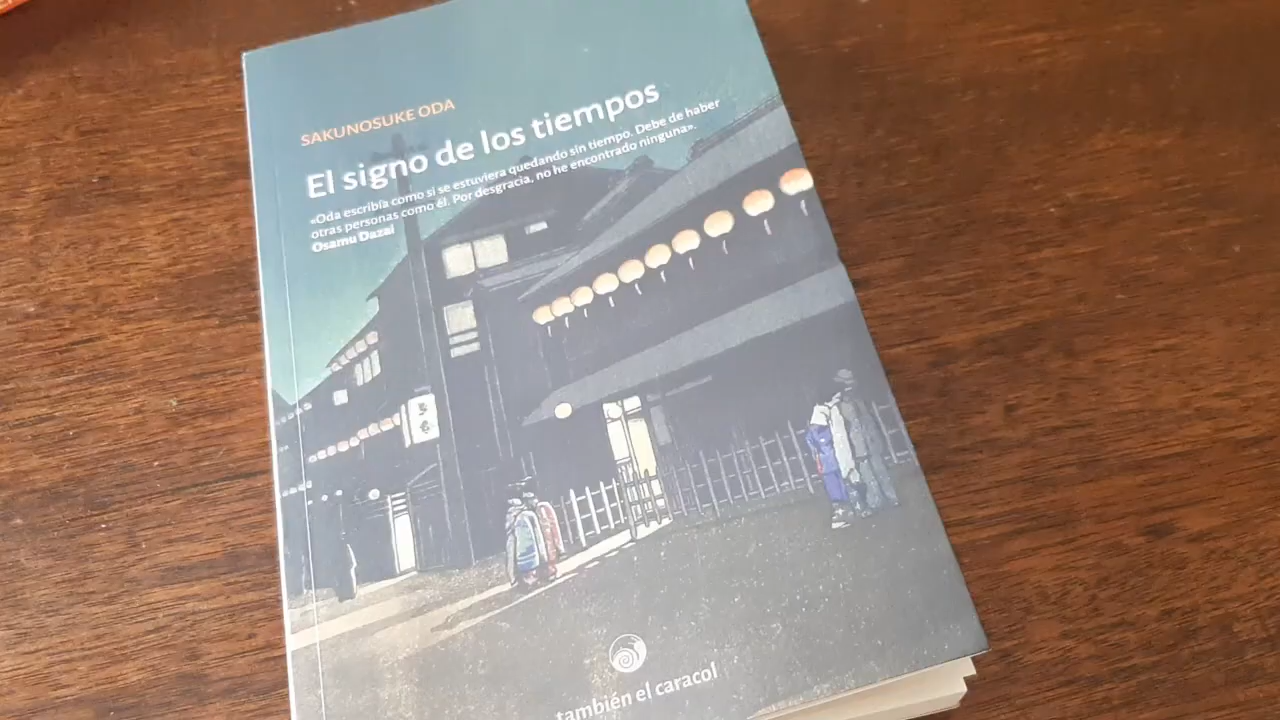 SAKUNOSUKE ODA
El signo de los tiempos
«Oda escribía como si se estuviera quedando sin tiempo. Debe de haber
otras personas como él. Por desgracia, no he encontrado ninguna».
Osamu Dazai
también el caracol